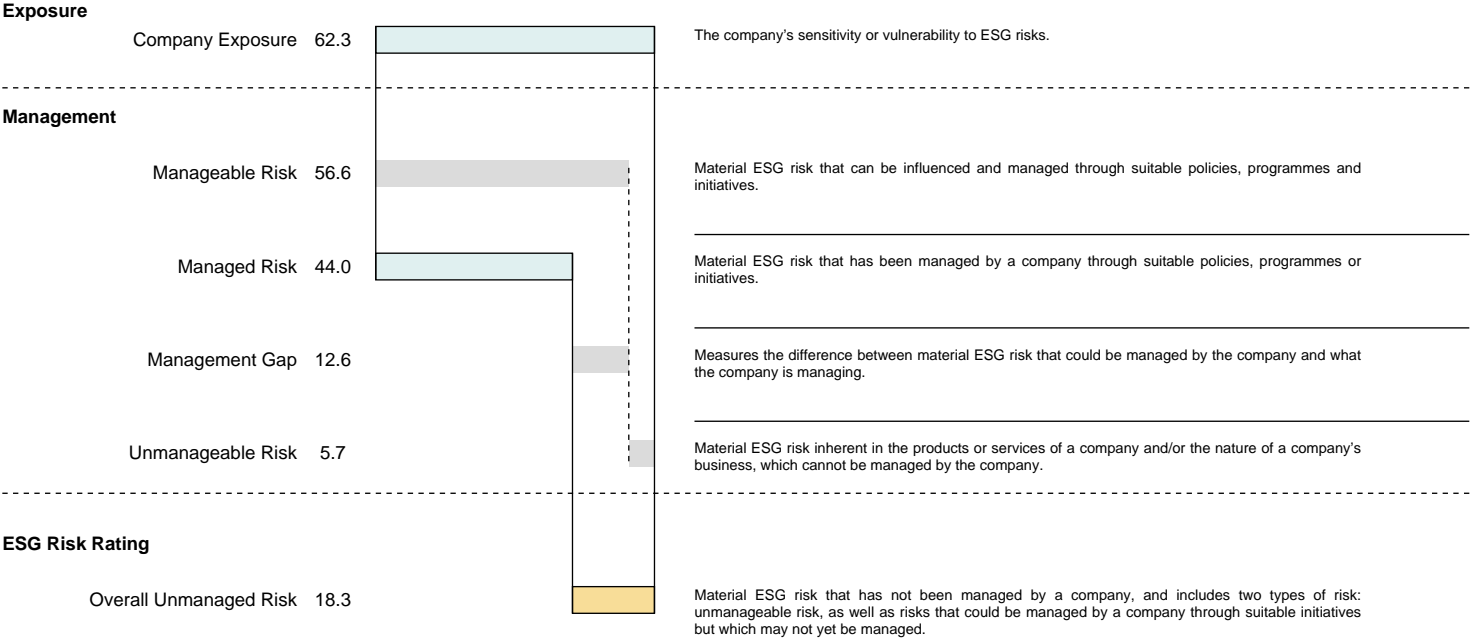 Exposure
Company Exposure 62.3
The company’s sensitivity or vulnerability to ESG risks.
Management
Manageable Risk 56.6
Material ESG risk that can be influenced and managed through suitable policies, programmes and
initiatives.
Managed Risk 44.0
Material ESG risk that has been managed by a company through suitable policies, programmes or
initiatives.
Management Gap 12.6
Measures the difference between material ESG risk that could be managed by the company and what
the company is managing.
Unmanageable Risk 5.7
Material ESG risk inherent in the products or services of a company and/or the nature of a company’s
business, which cannot be managed by the company.
ESG Risk Rating
Overall Unmanaged Risk 18.3
Material ESG risk that has not been managed by a company, and includes two types of risk:
unmanageable risk, as well as risks that could be managed by a company through suitable initiatives
but which may not yet be managed.